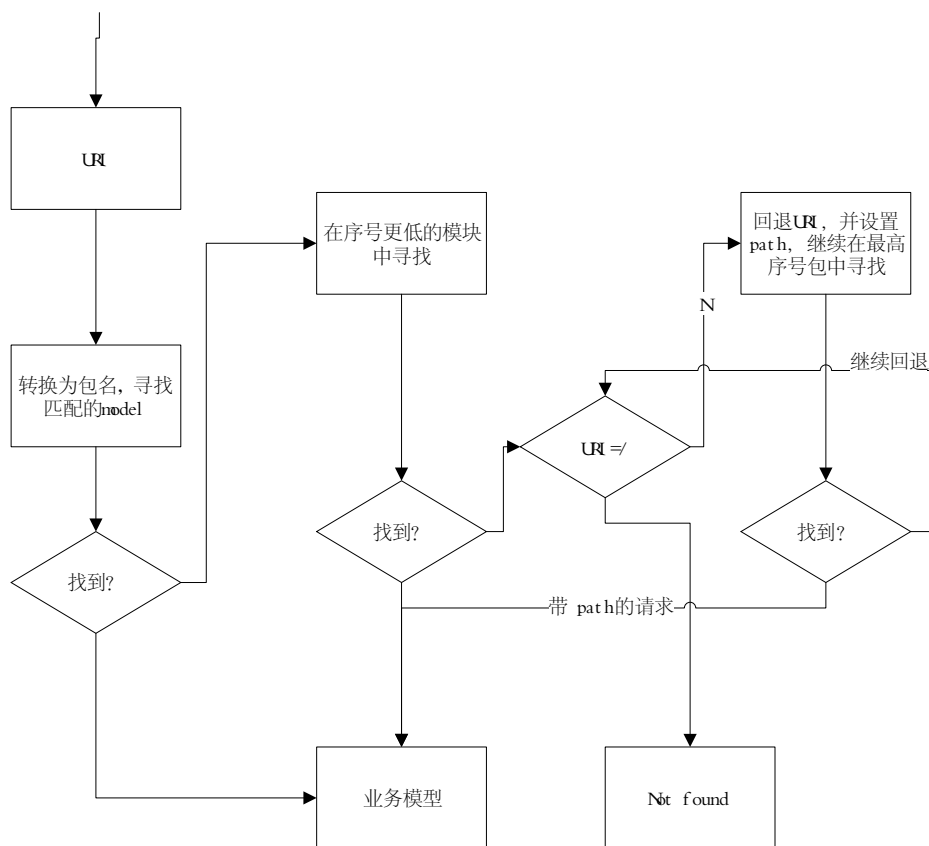 URI
在序号更低的模块
中寻找
回退URI，并设置
path，继续在最高
序号包中寻找
N
转换为包名，寻找
匹配的model
继续回退
URI =/
找到?
找到?
找到?
带 path的请求
业务模型
Not found